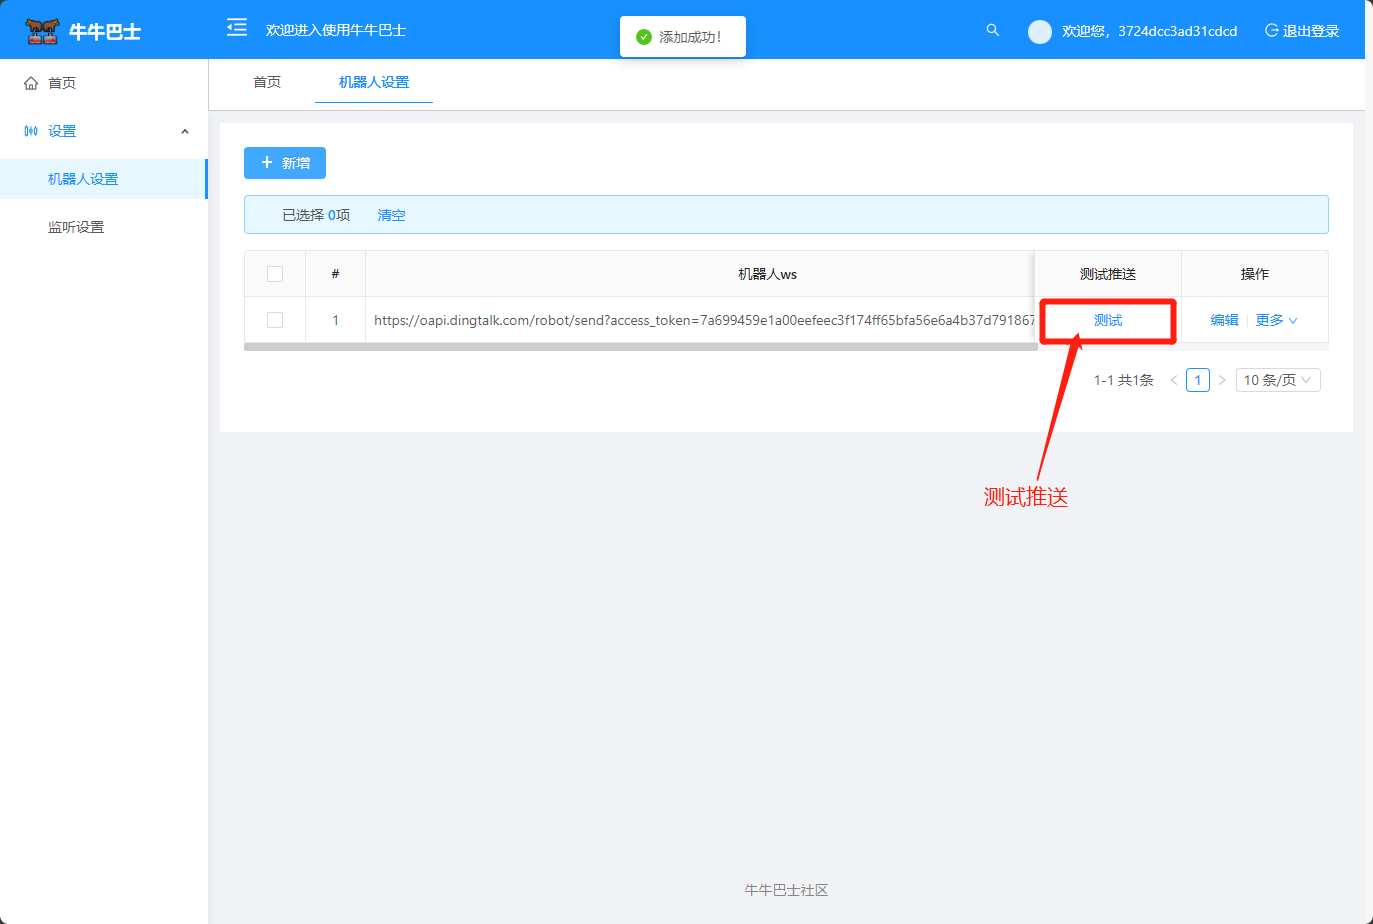 牛牛巴士
欢迎进入使用牛牛巴士
添加成功！
欢迎您，3724dcc3ad31cdcd
退出登录
首页
设置
机器人设置
监听设置
首页
机器人设置
新增
已选择 0项 清空
# 机器人ws 测试推送 操作
1 https://oapi.dingtalk.com/robot/send?access_token=7a699459e1a00eefeec3f174ff65bfa56e6a4b37d791867 测试 编辑 更多
1-1 共1条 < 1 > 10 条/页
测试推送
牛牛巴士社区